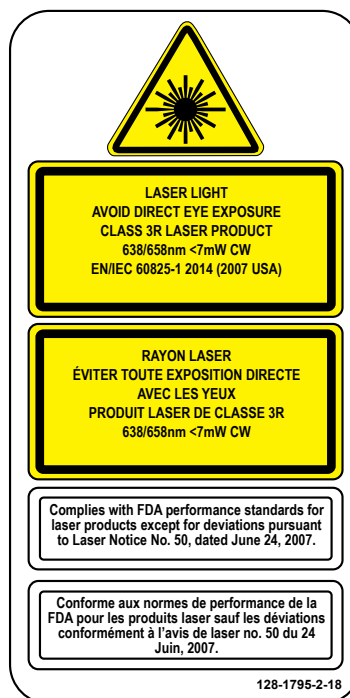 LASER LIGHT
AVOID DIRECT EYE EXPOSURE
CLASS 3R LASER PRODUCT
638/658nm <7mW CW
EN/IEC 60825-1 2014 (2007 USA)
RAYON LASER
ÉVITER TOUTE EXPOSITION DIRECTE
AVEC LES YEUX
PRODUIT LASER DE CLASSE 3R
638/658nm <7mW CW
Complies with FDA performance standards for
laser products except for deviations pursuant
to Laser Notice No. 50, dated June 24, 2007.
Conforme aux normes de performance de la
FDA pour les produits laser sauf les déviations
conformément à l'avis de laser no. 50 du 24
Juin, 2007.
128-1795-2-18